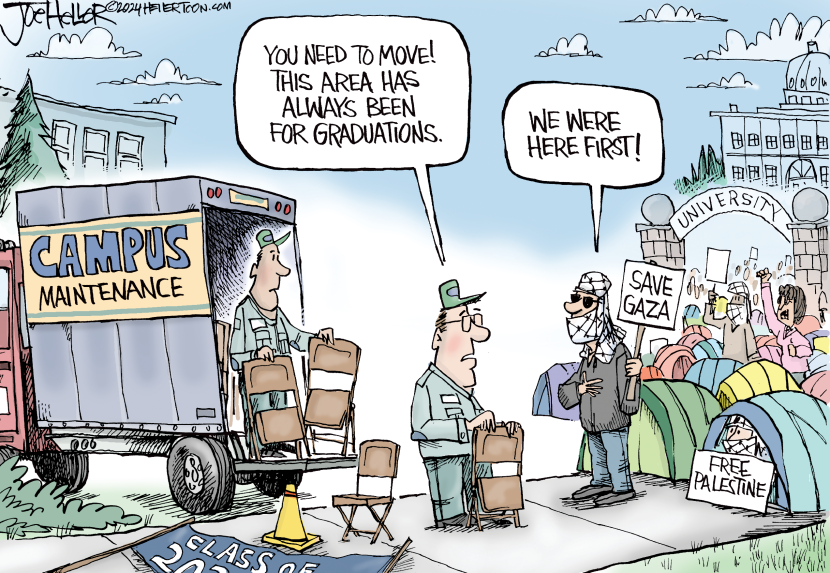 JOE HELLER ©2024 HELLERTOON.COM
YOU NEED TO MOVE!
THIS AREA HAS
ALWAYS BEEN
FOR GRADUATIONS.
WE WERE
HERE FIRST!
CAMPUS
MAINTENANCE
UNIVERSITY
SAVE
GAZA
FREE
PALESTINE
CLASS OF